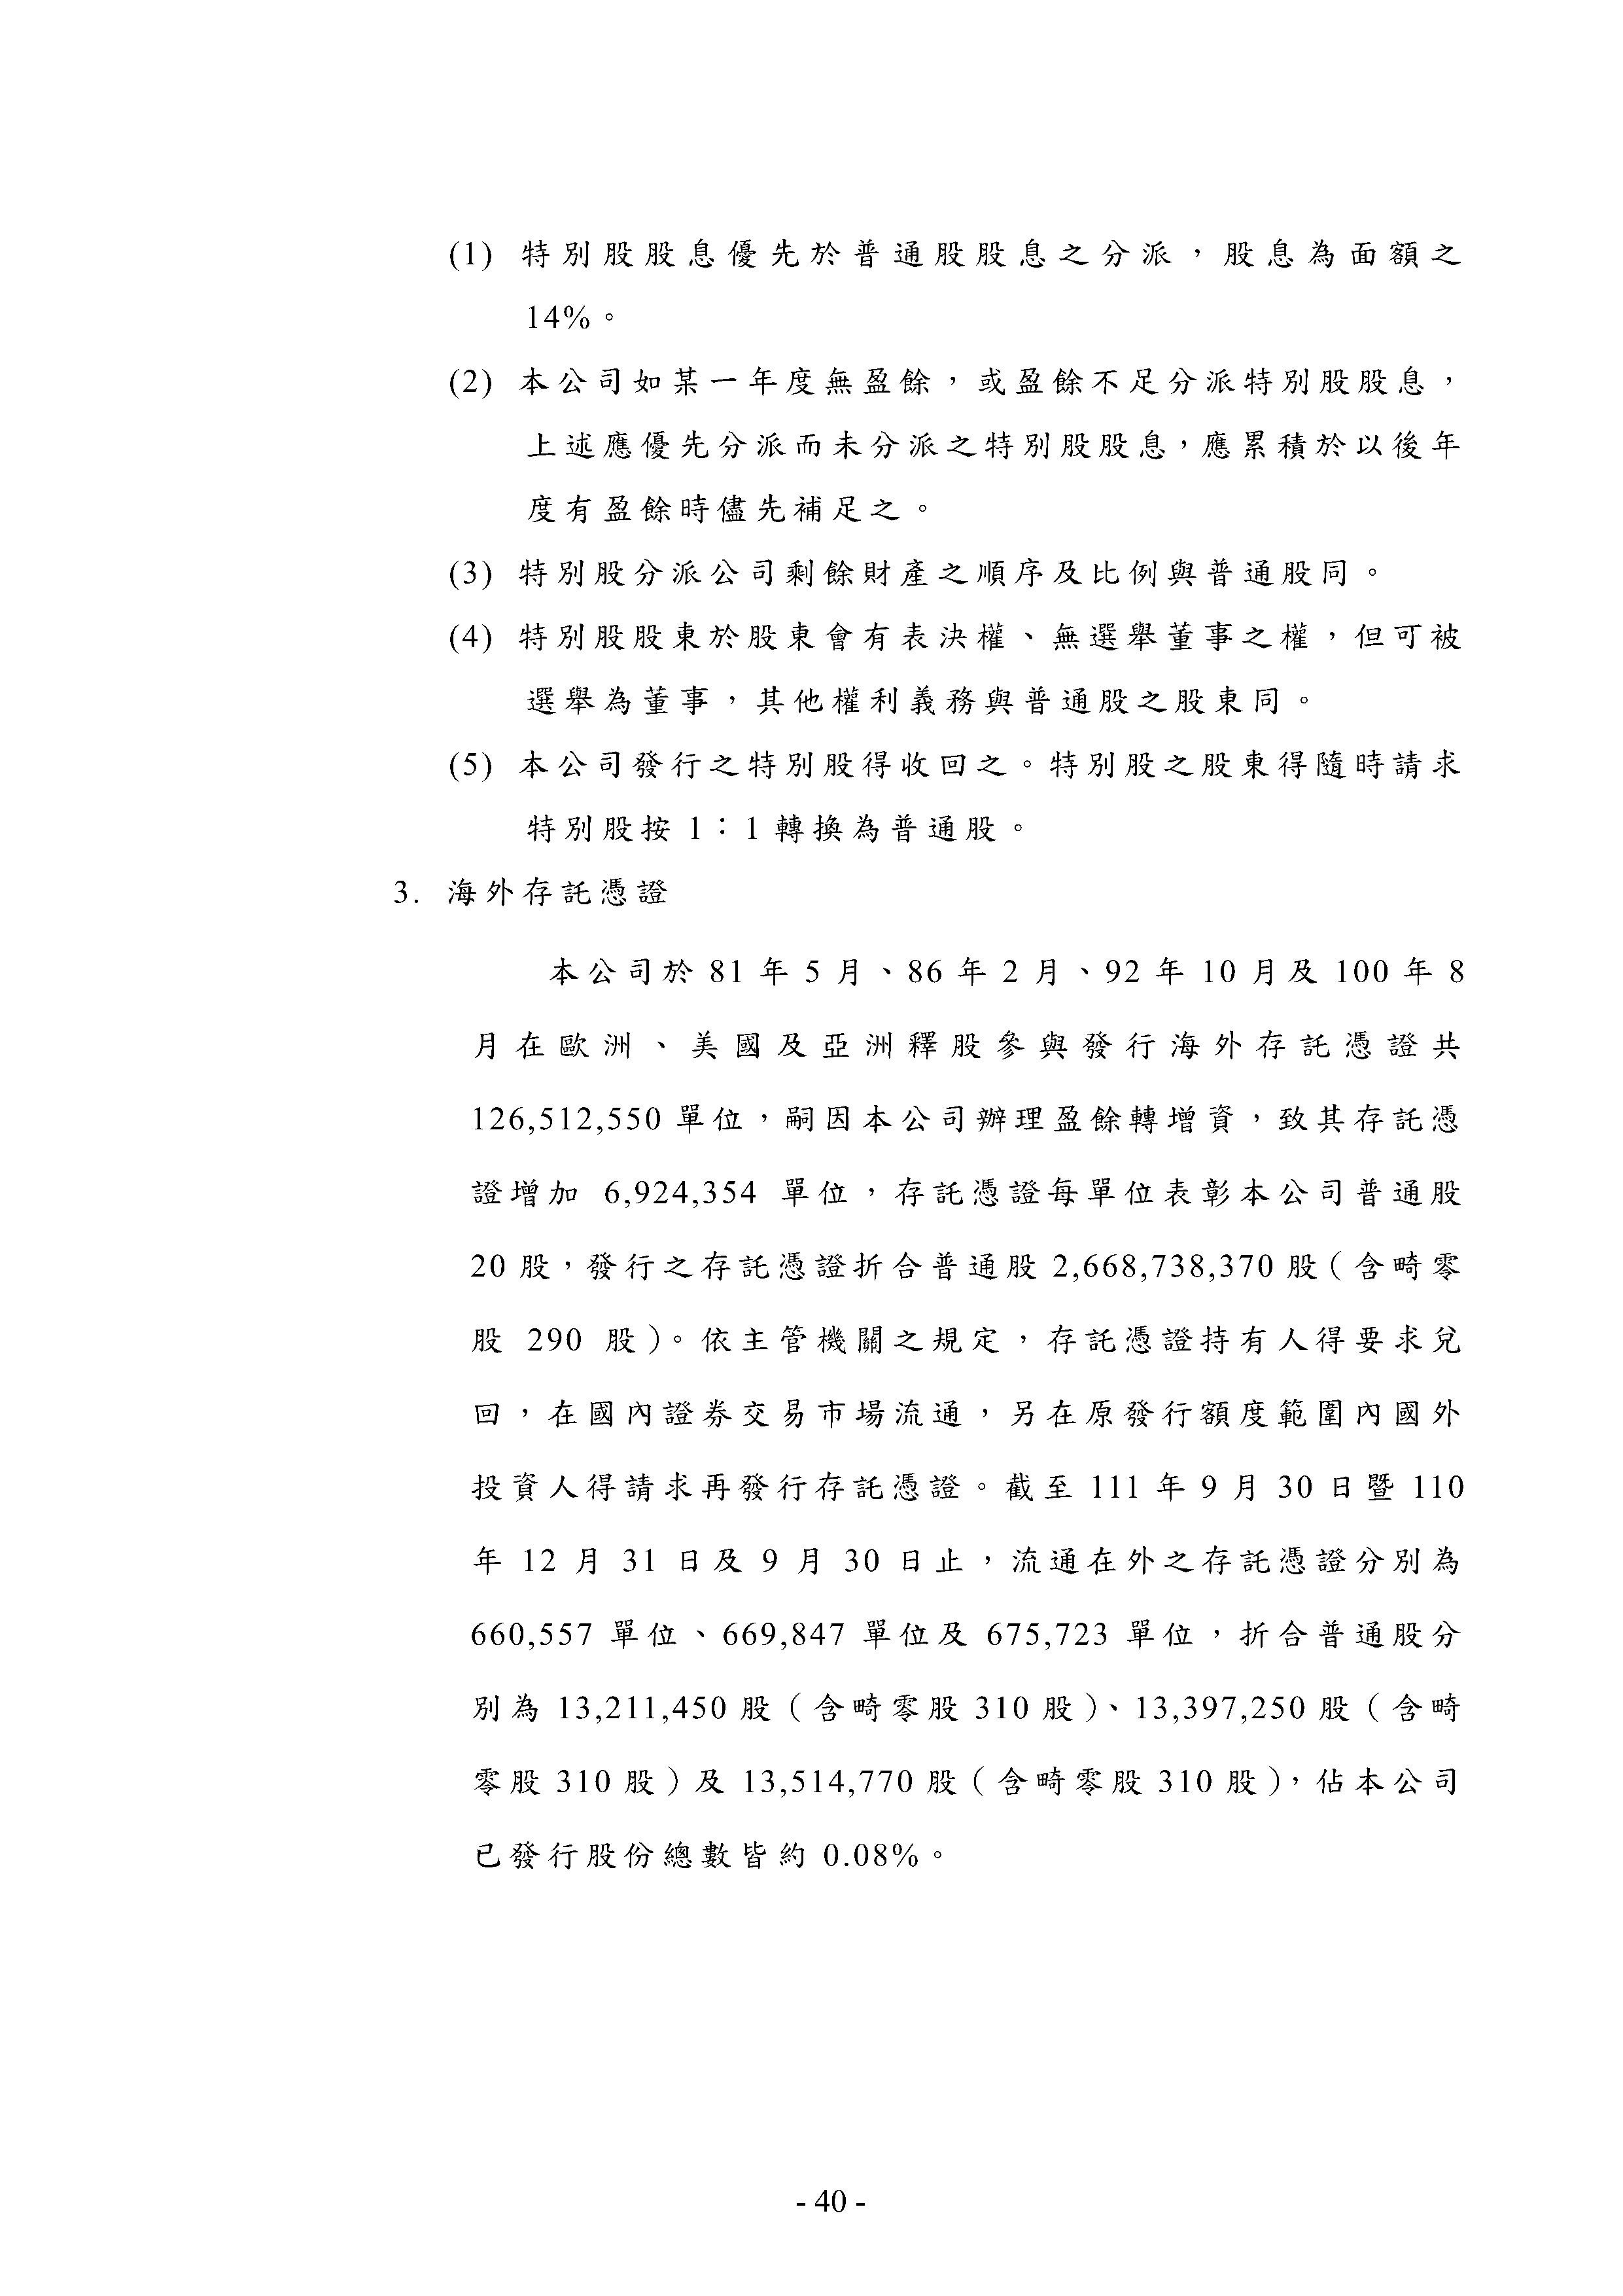 (1) 特別股股息優先於普通股股息之分派，股息為面額之
14%。
(2) 本公司如某一年度無盈餘，或盈餘不足分派特別股股息，
上述應優先分派而未分派之特別股股息，應累積於以後年
度有盈餘時儘先補足之。
(3) 特別股分派公司剩餘財產之順序及比例與普通股同。
(4) 特別股股東於股東會有表決權、無選舉董事之權，但可被
選舉為董事，其他權利義務與普通股之股東同。
(5) 本公司發行之特別股得收回之。特別股之股東得隨時請求
特別股按 1：1 轉換為普通股。
3. 海外存託憑證
本公司於 81 年 5 月、86 年 2 月、92 年 10 月及 100 年 8
月在歐洲、美國及亞洲釋股參與發行海外存託憑證共
126,512,550 單位，嗣因本公司辦理盈餘轉增資，致其存託憑
證增加 6,924,354 單位，存託憑證每單位表彰本公司普通股
20 股，發行之存託憑證折合普通股 2,668,738,370 股（含畸零
股 290 股）。依主管機關之規定，存託憑證持有人得要求兌
回，在國內證券交易市場流通，另在原發行額度範圍內國外
投資人得請求再發行存託憑證。截至 111 年 9 月 30 日暨 110
年 12 月 31 日及 9 月 30 日止，流通在外之存託憑證分別為
660,557 單位、669,847 單位及 675,723 單位，折合普通股分
別為 13,211,450 股（含畸零股 310 股）、13,397,250 股（含畸
零股 310 股）及 13,514,770 股（含畸零股 310 股），佔本公司
已發行股份總數皆約 0.08%。
- 40 -